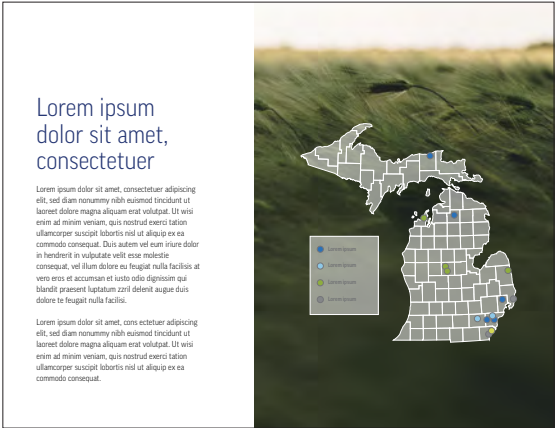 Lorem ipsum
dolor sit amet,
consectetuer
Lorem ipsum dolor sit amet, consectetuer adipiscing
elit, sed diam nonummy nibh euismod tincidunt ut
laoreet dolore magna aliquam erat volutpat. Ut wisi
enim ad minim veniam, quis nostrud exerci tation
ullamcorper suscipit lobortis nisl ut aliquip ex ea
commodo consequat. Duis autem vel eum iriure dolor
in hendrerit in vulputate velit esse molestie
consequat, vel illum dolore eu feugiat nulla facilisis at
vero eros et accumsan et iusto odio dignissim qui
blandit praesent luptatum zzril delenit augue duis
dolore te feugait nulla facilisi.
Lorem ipsum dolor sit amet, cons ectetuer adipiscing
elit, sed diam nonummy nibh euismod tincidunt ut
laoreet dolore magna aliquam erat volutpat. Ut wisi
enim ad minim veniam, quis nostrud exerci tation
ullamcorper suscipit lobortis nisl ut aliquip ex ea
commodo consequat.
Lorem ipsum
Lorem ipsum
Lorem ipsum
Lorem ipsum